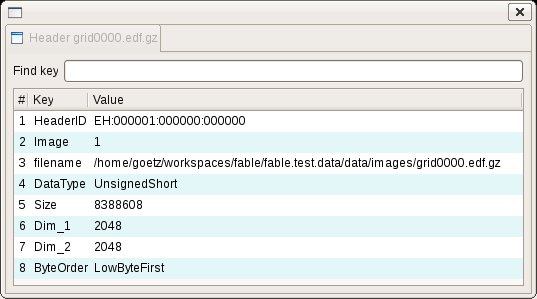 Header grid0000.edf.gz
Find key
# Key Value
1 HeaderID EH:000001:000000:000000
2 Image 1
3 filename /home/goetz/workspaces/fable/fable.test.data/data/images/grid0000.edf.gz
4 DataType UnsignedShort
5 Size 8388608
6 Dim_1 2048
7 Dim_2 2048
8 ByteOrder LowByteFirst